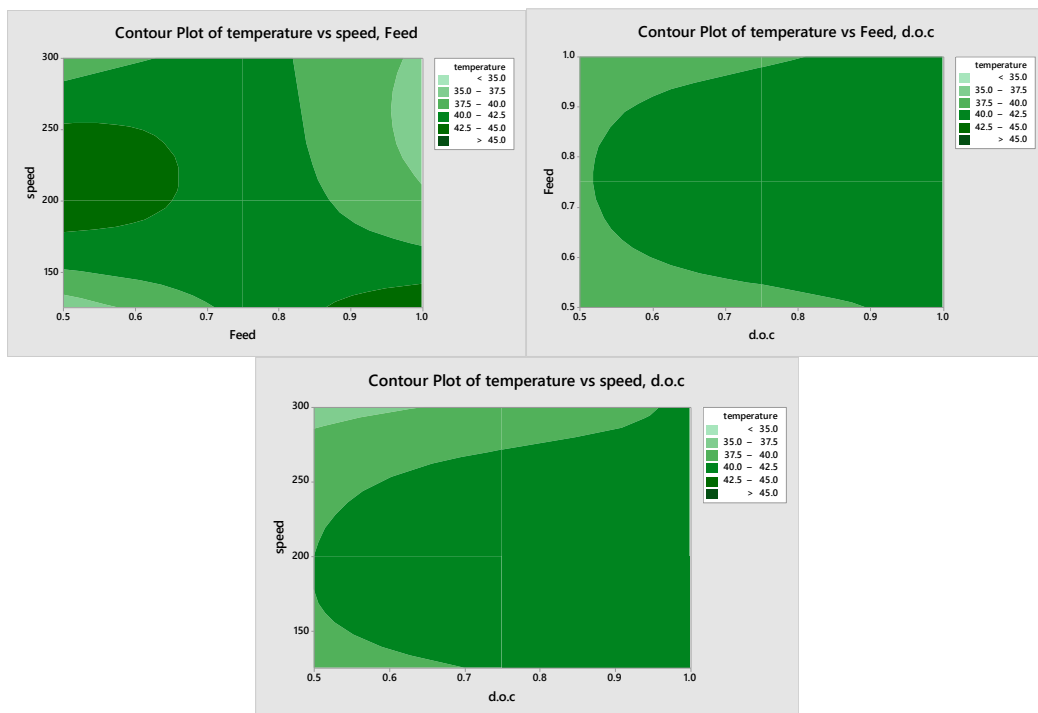 Contour Plot of temperature vs speed, Feed
300
250
200
150
speed
0.5 0.6 0.7 0.8 0.9 1.0
Feed
temperature
< 35.0
35.0 – 37.5
37.5 – 40.0
40.0 – 42.5
42.5 – 45.0
> 45.0
Contour Plot of temperature vs Feed, d.o.c
1.0
0.9
0.8
0.7
0.6
0.5
Feed
0.5 0.6 0.7 0.8 0.9 1.0
d.o.c
temperature
< 35.0
35.0 – 37.5
37.5 – 40.0
40.0 – 42.5
42.5 – 45.0
> 45.0
Contour Plot of temperature vs speed, d.o.c
300
250
200
150
speed
0.5 0.6 0.7 0.8 0.9 1.0
d.o.c
temperature
< 35.0
35.0 – 37.5
37.5 – 40.0
40.0 – 42.5
42.5 – 45.0
> 45.0